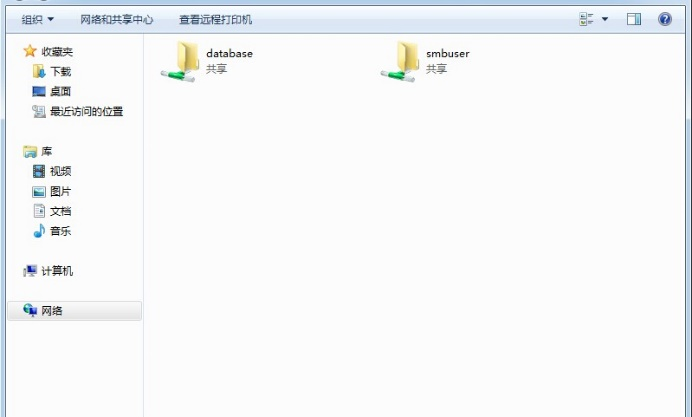 组织 网络和共享中心 查看远程打印机
收藏夹
下载
桌面
最近访问的位置
库
视频
图片
文档
音乐
计算机
网络
database
共享
smbuser
共享